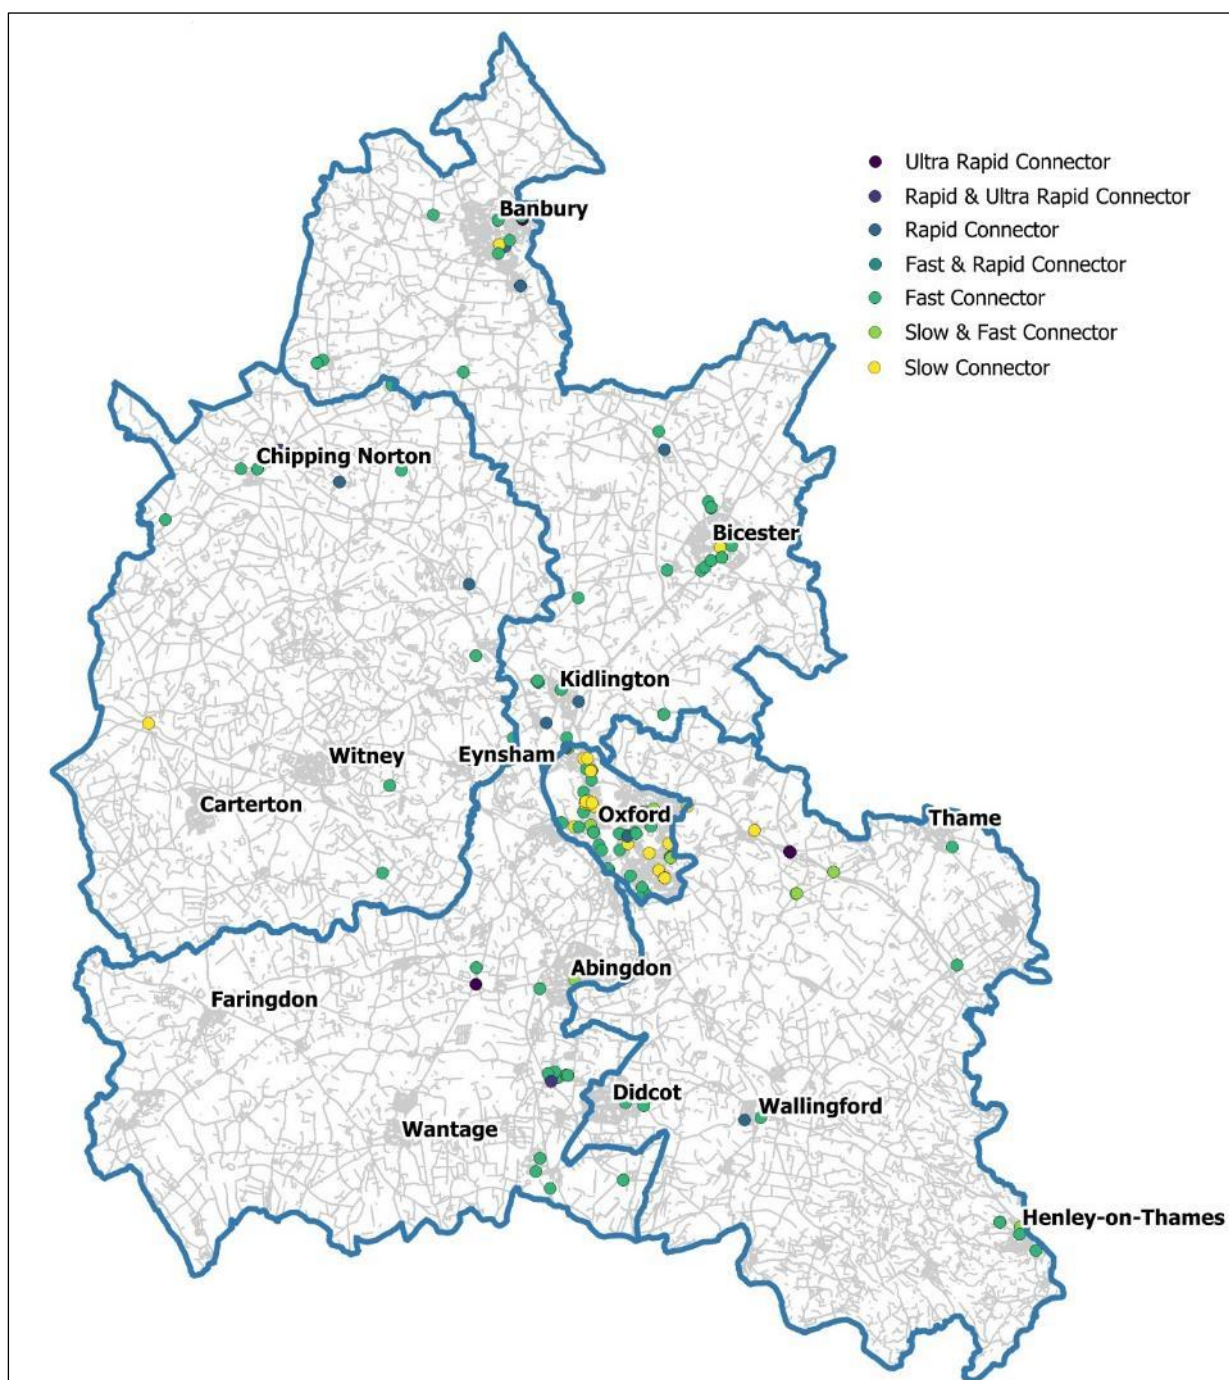 Banbury
Ultra Rapid Connector
Rapid & Ultra Rapid Connector
Rapid Connector
Fast & Rapid Connector
Fast Connector
Slow & Fast Connector
Slow Connector
Chipping Norton
Bicester
Kidlington
Eynsham
Witney
Carterton
Oxford
Thame
Abingdon
Faringdon
Didcot
Wallingford
Wantage
Henley-on-Thames